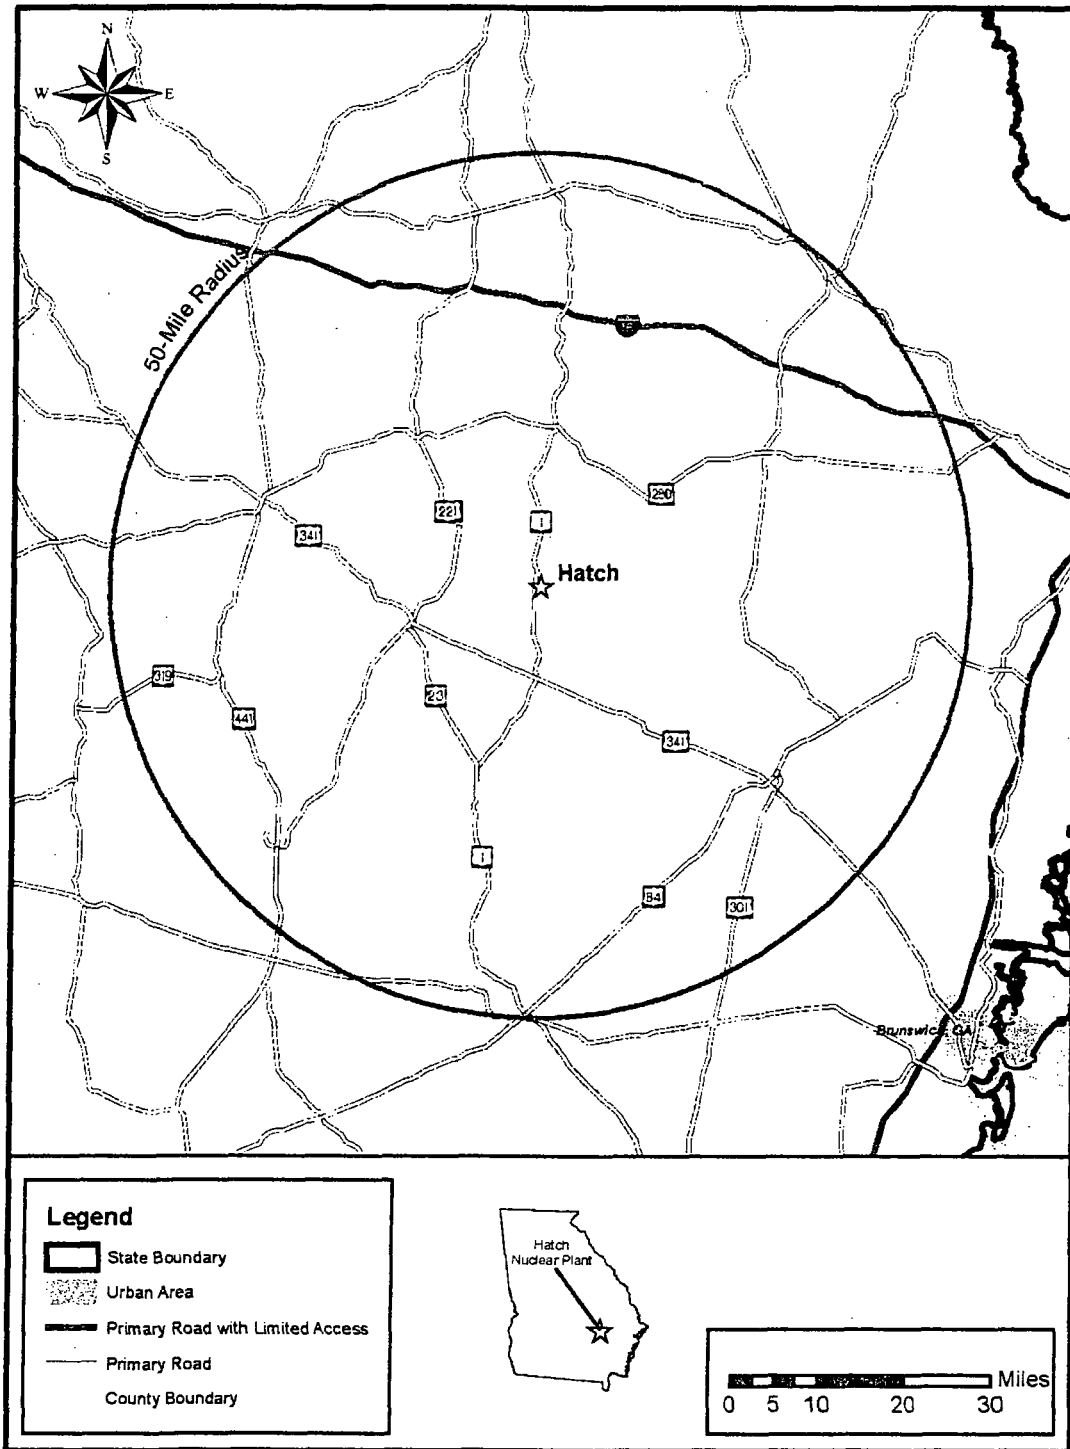 N
W E
S
50-Mile Radius
280
221
1
341
Hatch
319
23
441
341
1
84
301
Brunswick, GA
Legend
State Boundary
Urban Area
Primary Road with Limited Access
Primary Road
County Boundary
Hatch
Nuclear Plant
Miles
0 5 10 20 30